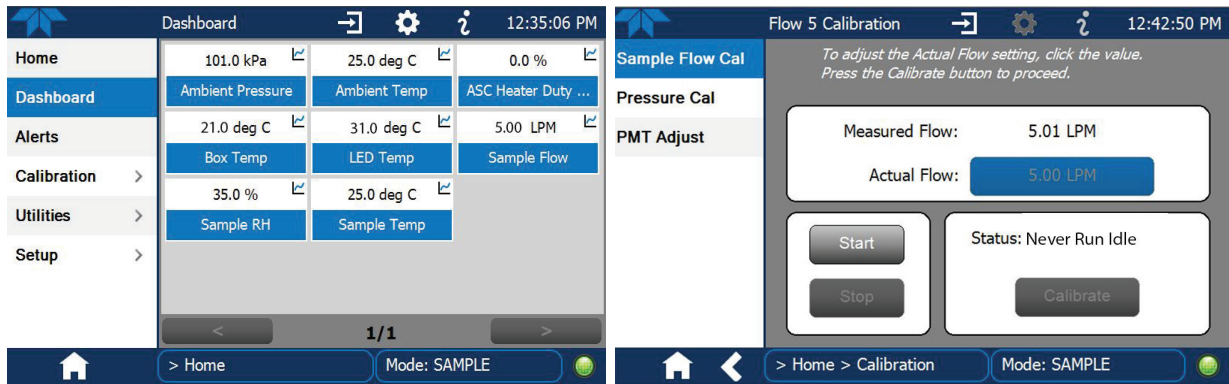 Dashboard 12:35:06 PM
Home
Dashboard
Alerts
Calibration >
Utilities >
Setup >
101.0 kPa 25.0 deg C 0.0 %
Ambient Pressure Ambient Temp ASC Heater Duty ...
21.0 deg C 31.0 deg C 5.00 LPM
Box Temp LED Temp Sample Flow
35.0 % 25.0 deg C
Sample RH Sample Temp
< 1/1 >
> Home Mode: SAMPLE
Flow 5 Calibration 12:42:50 PM
Sample Flow Cal
Pressure Cal
PMT Adjust
To adjust the Actual Flow setting, click the value.
Press the Calibrate button to proceed.
Measured Flow: 5.01 LPM
Actual Flow: 5.00 LPM
Start
Stop
Status: Never Run Idle
Calibrate
> Home > Calibration Mode: SAMPLE